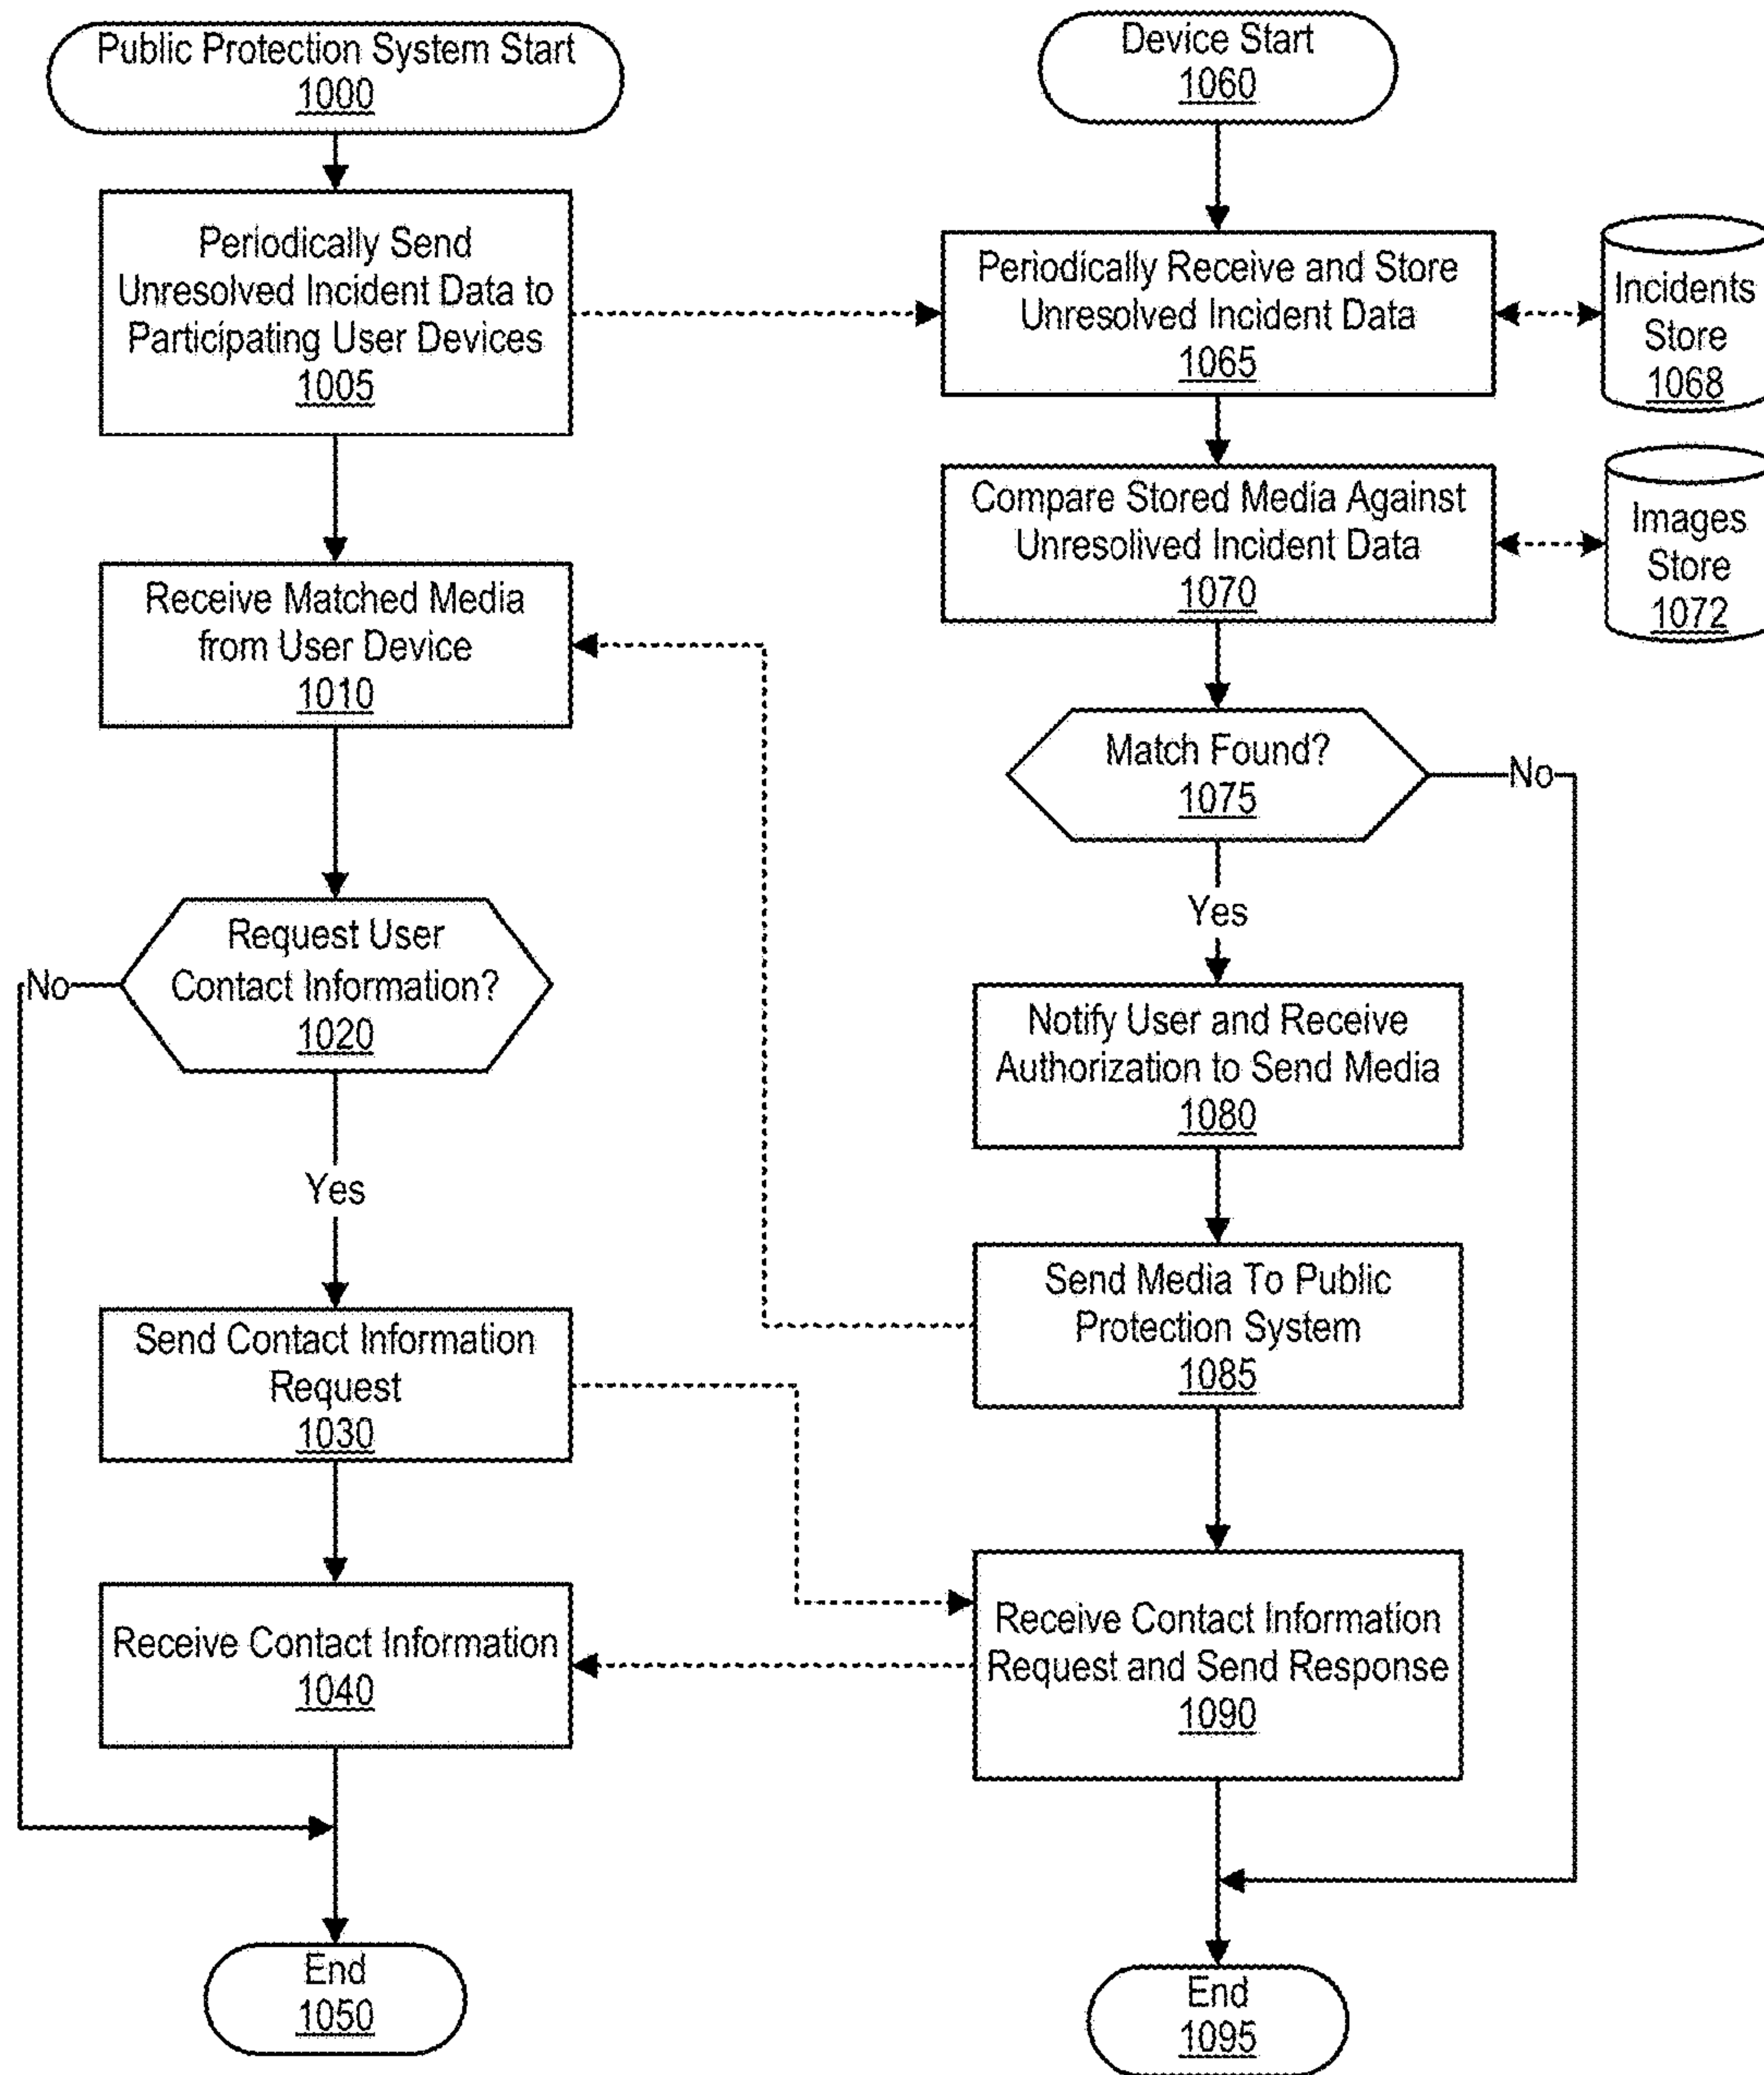 Public Protection System Start
1000
Periodically Send
Unresolved Incident Data to
Participating User Devices
1005
Receive Matched Media
from User Device
1010
Request User
Contact Information?
1020
No
Yes
Send Contact Information
Request
1030
Receive Contact Information
1040
End
1050
Device Start
1060
Periodically Receive and Store
Unresolved Incident Data
1065
Incidents
Store
1068
Compare Stored Media Against
Unresolived Incident Data
1070
Images
Store
1072
Match Found?
1075
No
Yes
Notify User and Receive
Authorization to Send Media
1080
Send Media To Public
Protection System
1085
Receive Contact Information
Request and Send Response
1090
End
1095